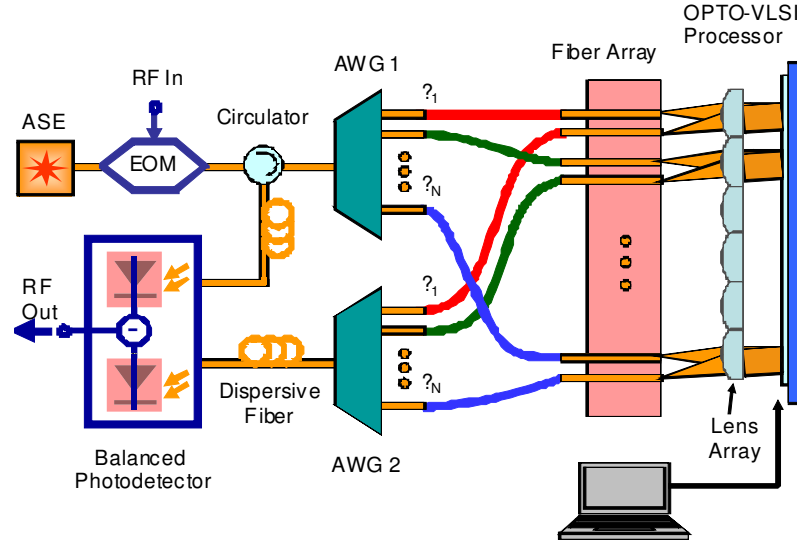 OPTO-VLSI
Processor
Fiber Array
AWG 1
RF In
Circulator
ASE
EOM
?1
?N
RF
Out
-
?1
?N
Dispersive
Fiber
Balanced
Photodetector
AWG 2
Lens
Array